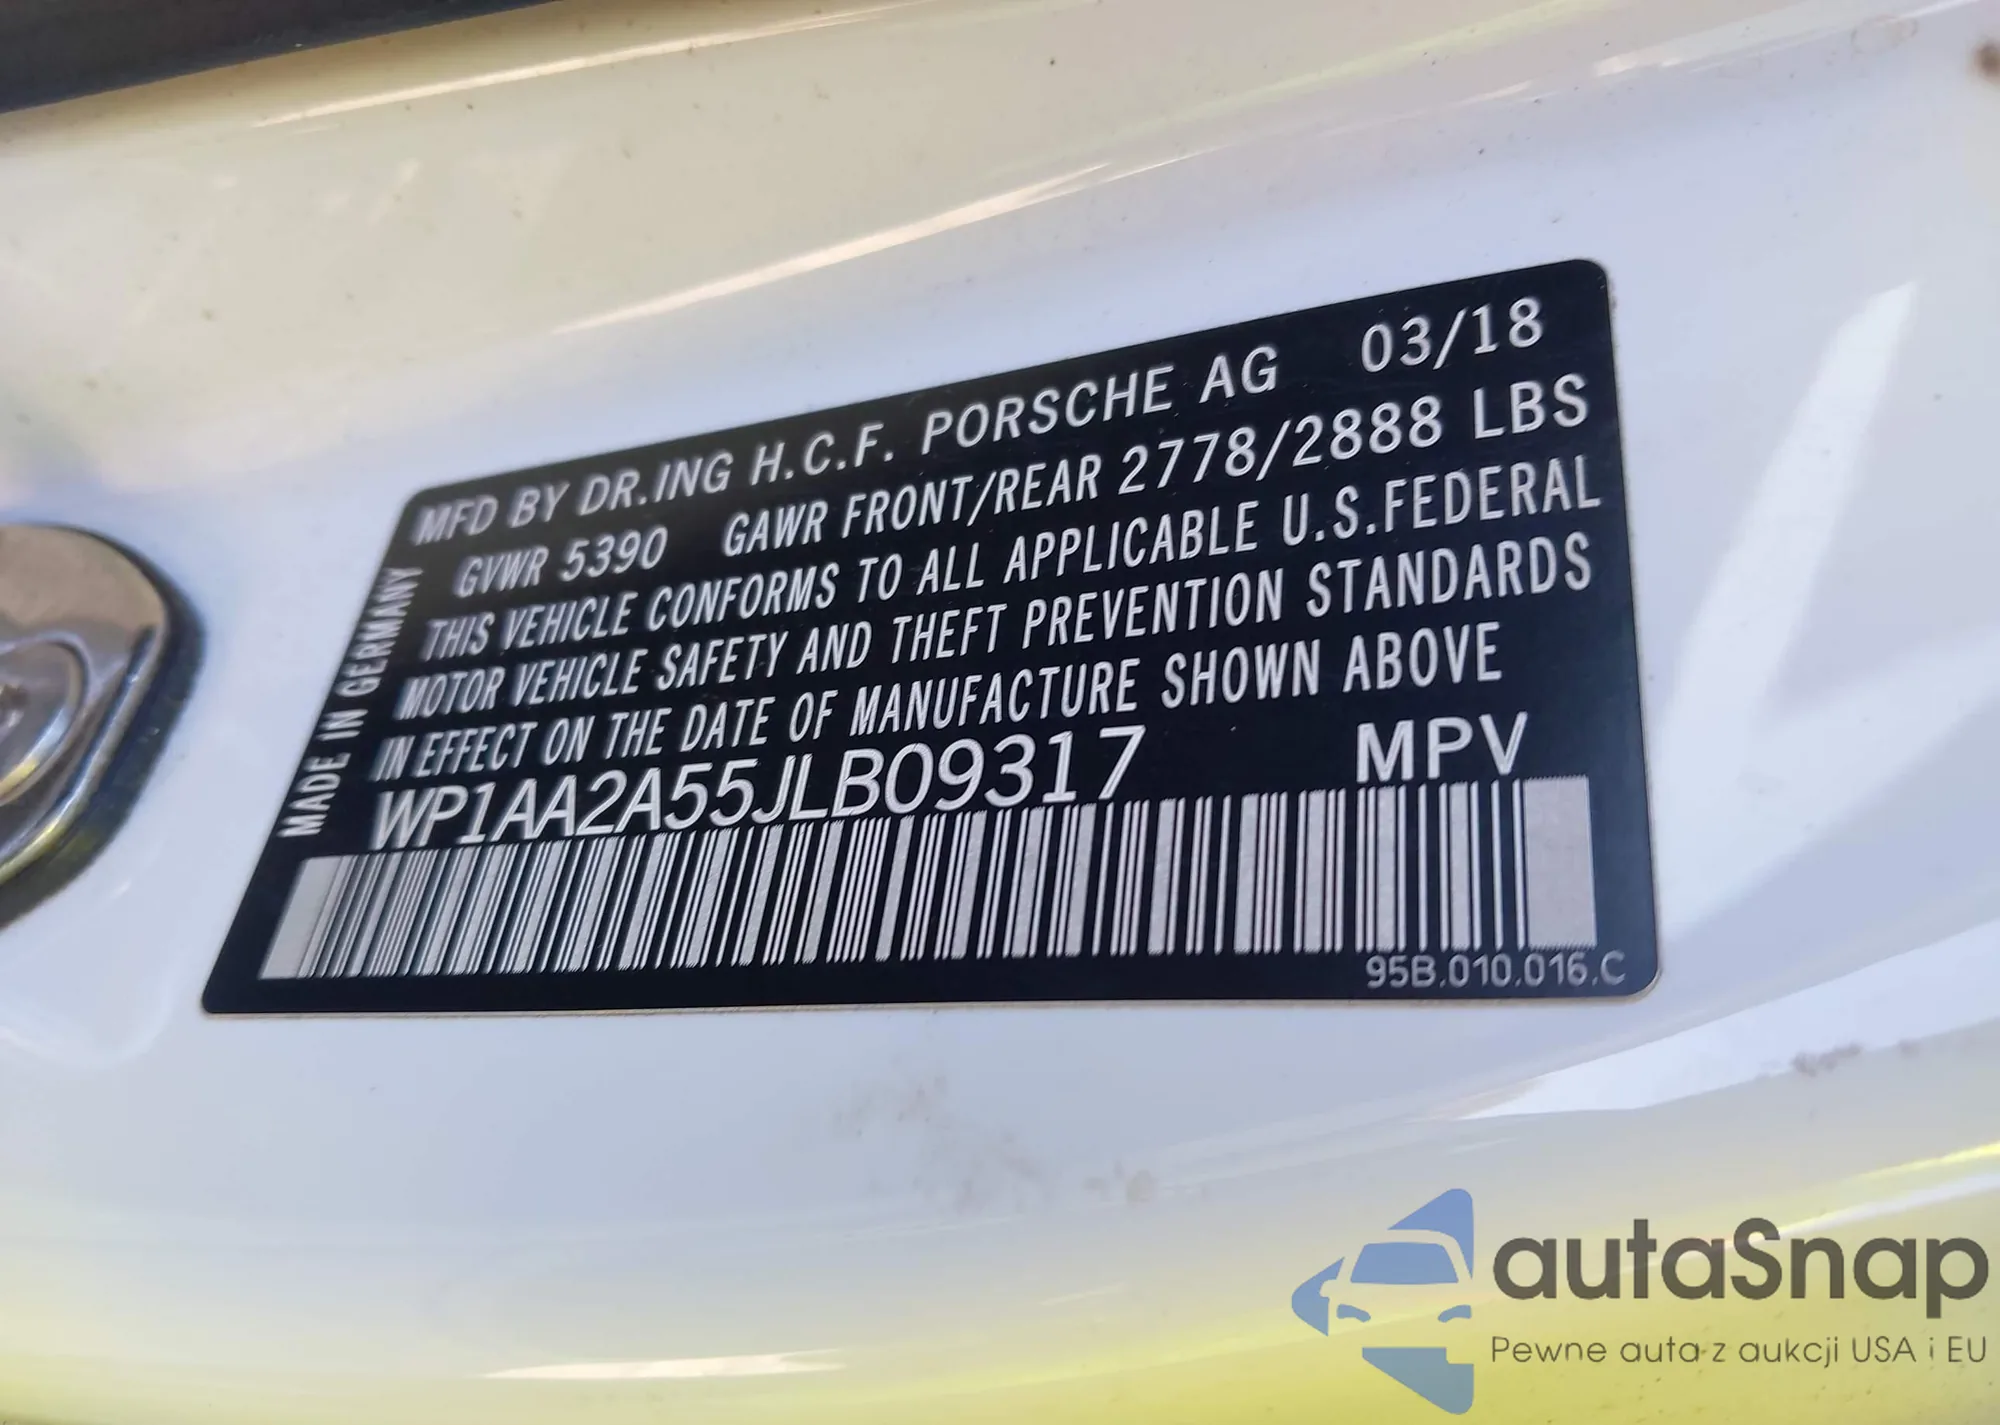 MFD BY DR.ING H.C.F. PORSCHE AG 03/18
GVWR 5390 GAWR FRONT/REAR 2778/2888 LBS
THIS VEHICLE CONFORMS TO ALL APPLICABLE U.S.FEDERAL
MOTOR VEHICLE SAFETY AND THEFT PREVENTION STANDARDS
IN EFFECT ON THE DATE OF MANUFACTURE SHOWN ABOVE
WP1AA2A55JLB09317 MPV
95B.010.016.C
MADE IN GERMANY
autaSnap
Pewne auta z aukcji USA i EU